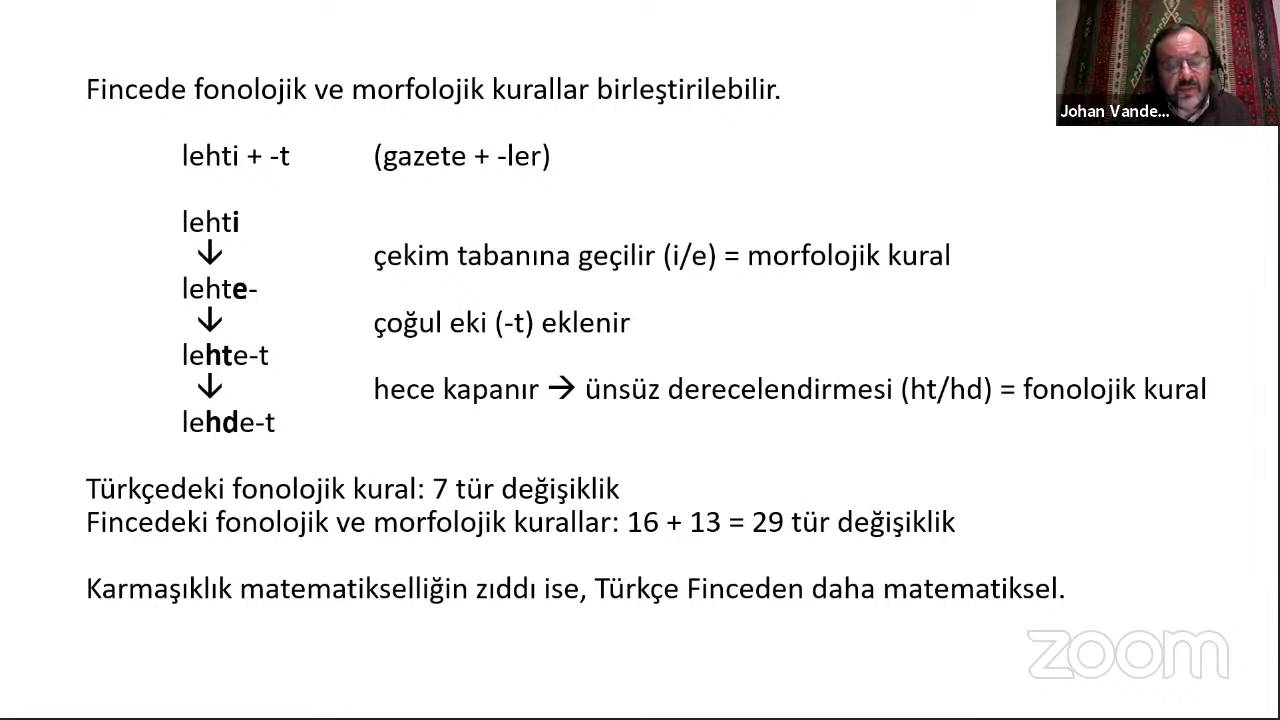 Fincede fonolojik ve morfolojik kurallar birleştirilebilir.
lehti + -t (gazete + -ler)
lehti
↓ çekim tabanına geçilir (i/e) = morfolojik kural
lehte-
↓ çoğul eki (-t) eklenir
lehte-t
↓ hece kapanır → ünsüz derecelendirmesi (ht/hd) = fonolojik kural
lehde-t
Türkçedeki fonolojik kural: 7 tür değişiklik
Fincedeki fonolojik ve morfolojik kurallar: 16 + 13 = 29 tür değişiklik
Karmaşıklık matematikselliğin zıddı ise, Türkçe Finceden daha matematiksel.
Johan Vande...
zoom